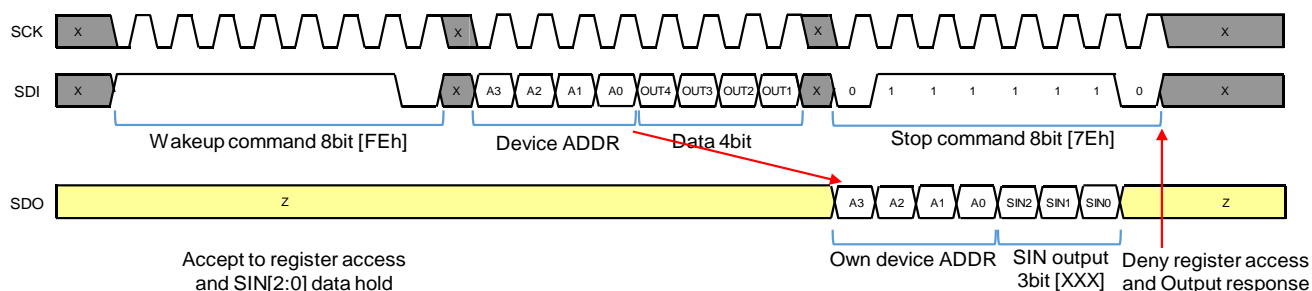 SCK X X X X
SDI X X A3 A2 A1 A0 OUT4 OUT3 OUT2 OUT1 X 0 1 1 1 1 1 1 0 X
Wakeup command 8bit [FEh] Device ADDR Data 4bit Stop command 8bit [7Eh]
SDO Z A3 A2 A1 A0 SIN2 SIN1 SIN0 Z
Accept to register access Own device ADDR SIN output Deny register access
and SIN[2:0] data hold 3bit [XXX] and Output response